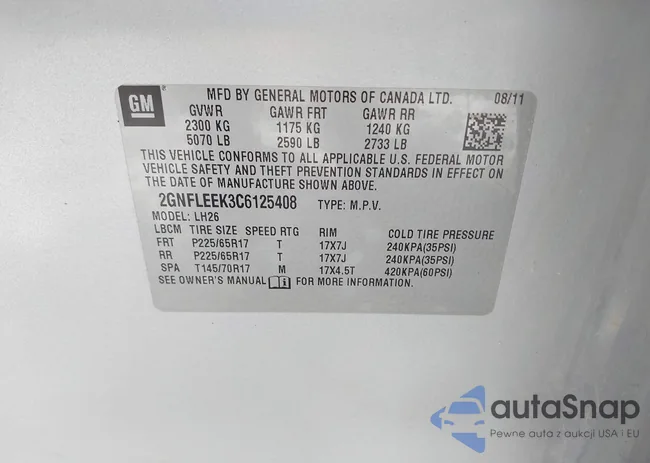 GM
MFD BY GENERAL MOTORS OF CANADA LTD. 08/11
GVWR GAWR FRT GAWR RR
2300 KG 1175 KG 1240 KG
5070 LB 2590 LB 2733 LB
THIS VEHICLE CONFORMS TO ALL APPLICABLE U.S. FEDERAL MOTOR
VEHICLE SAFETY AND THEFT PREVENTION STANDARDS IN EFFECT ON
THE DATE OF MANUFACTURE SHOWN ABOVE.
2GNFLEEK3C6125408 TYPE: M.P.V.
MODEL: LH26
LBCM TIRE SIZE SPEED RTG RIM COLD TIRE PRESSURE
FRT P225/65R17 T 17X7J 240KPA(35PSI)
RR P225/65R17 T 17X7J 240KPA(35PSI)
SPA T145/70R17 M 17X4.5T 420KPA(60PSI)
SEE OWNER'S MANUAL FOR MORE INFORMATION.
autaSnap
Pewne auta z aukcji USA i EU